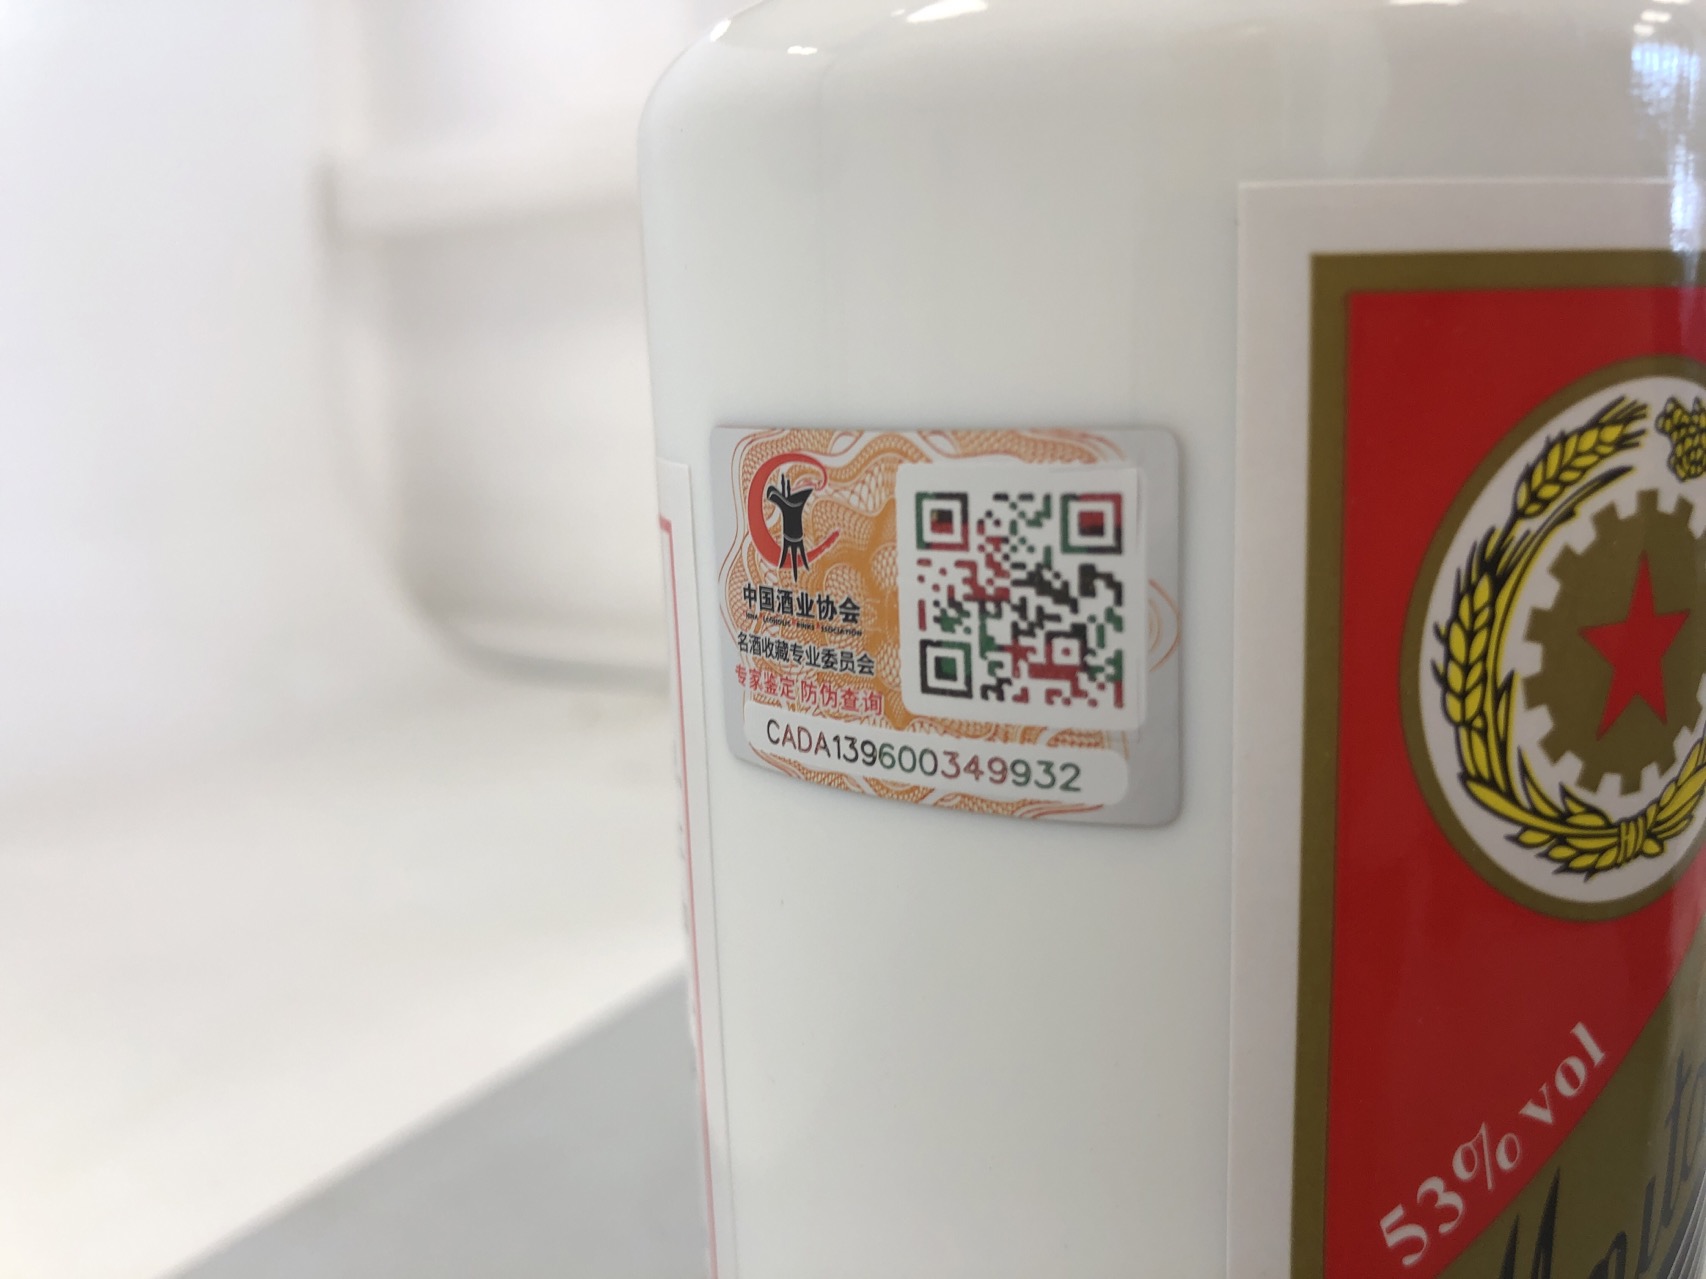 中国酒业协会
名酒收藏专业委员会
专家鉴定 防伪查询
CADA139600349932
53% vol